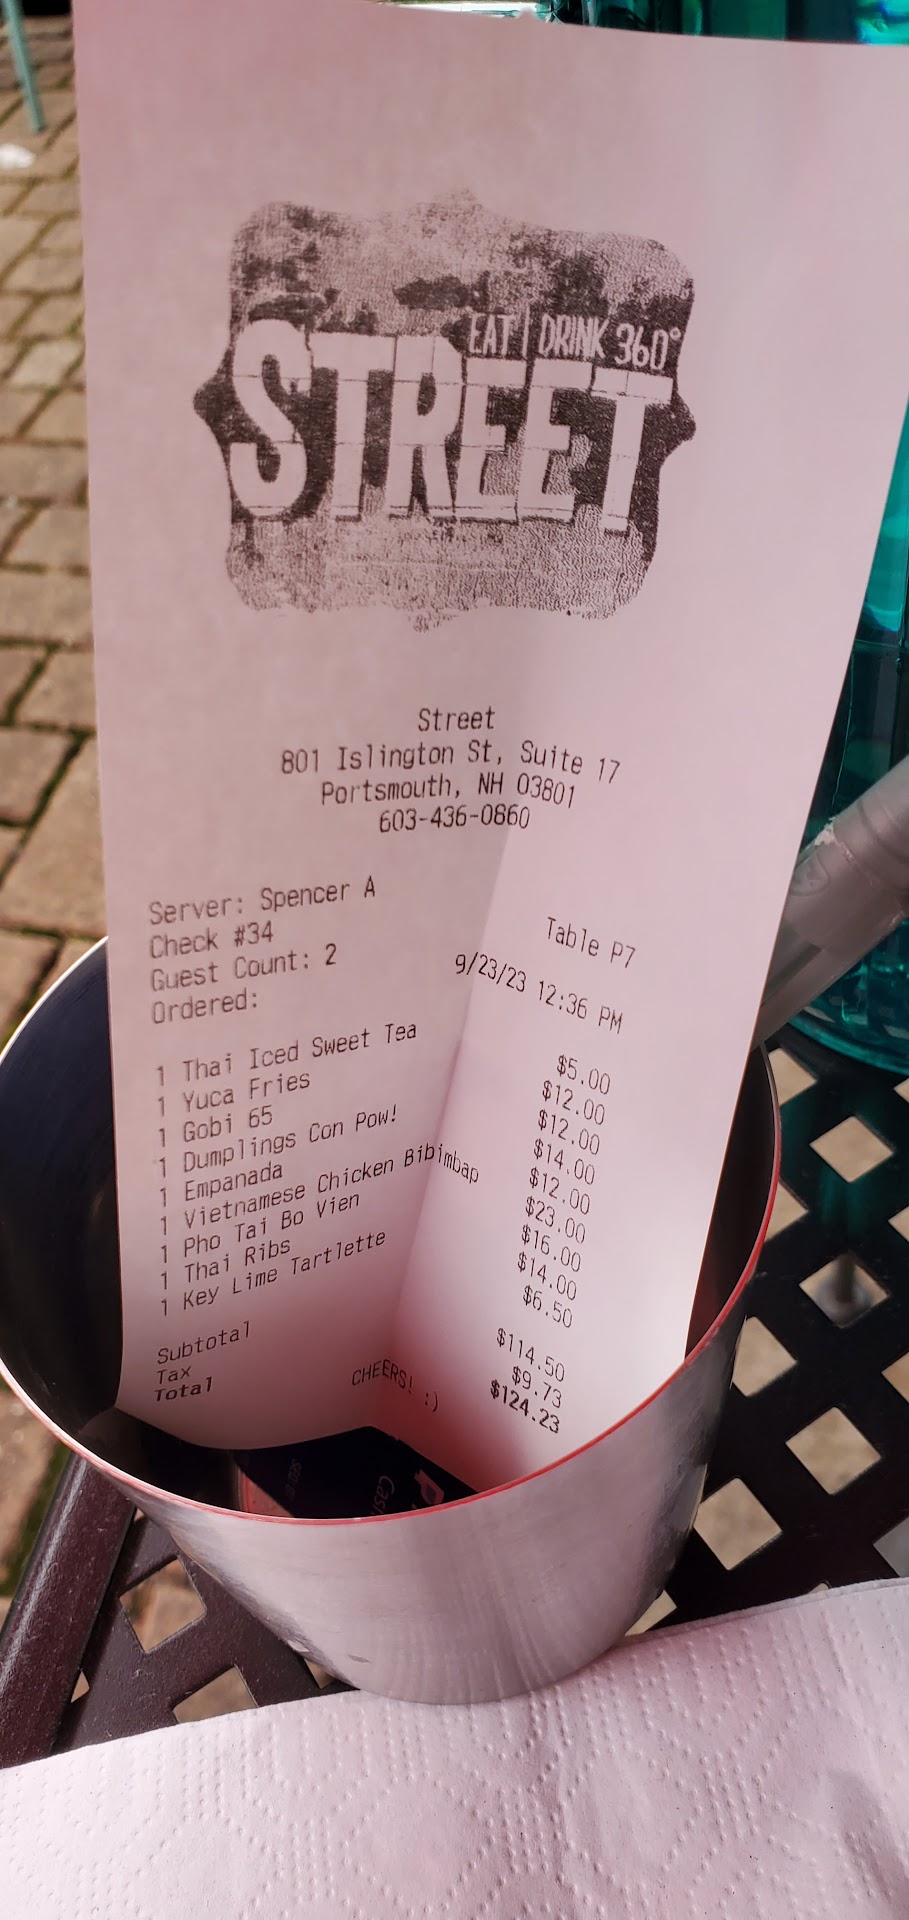 EAT | DRINK 360°
STREET
Street
801 Islington St, Suite 17
Portsmouth, NH 03801
603-436-0860
Server: Spencer A
Check #34 Table P7
Guest Count: 2
Ordered: 9/23/23 12:36 PM
1 Thai Iced Sweet Tea $5.00
1 Yuca Fries $12.00
1 Gobi 65 $12.00
1 Dumplings Con Pow! $14.00
1 Empanada $12.00
1 Vietnamese Chicken Bibimbap $23.00
1 Pho Tai Bo Vien $16.00
1 Thai Ribs $14.00
1 Key Lime Tartlette $6.50
Subtotal $114.50
Tax $9.73
Total $124.23
CHEERS! :)